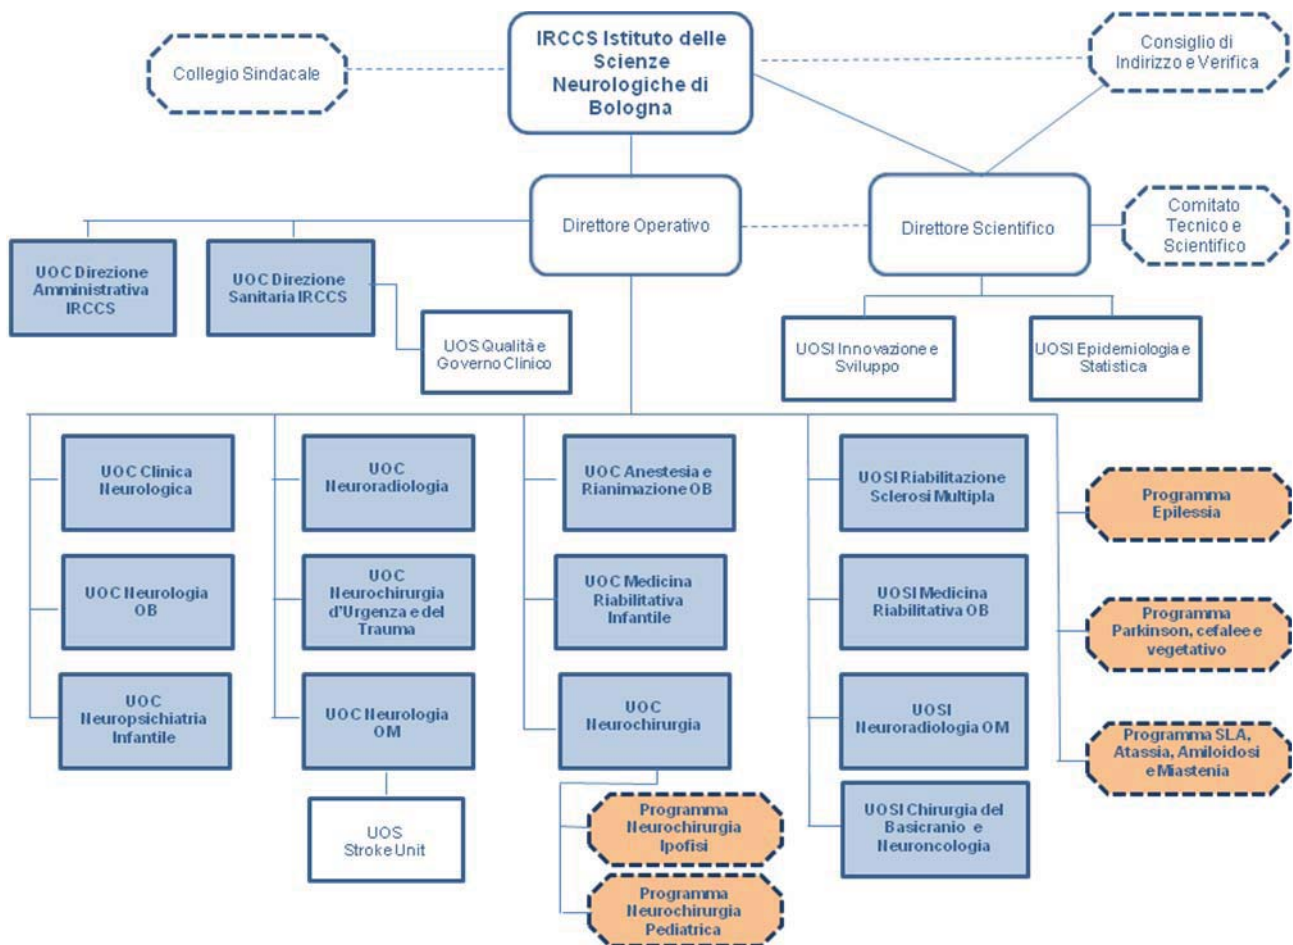 IRCCS Istituto delle
Scienze
Neurologiche di
Bologna
Collegio Sindacale
Consiglio di
Indirizzo e Verifica
Direttore Operativo
Direttore Scientifico
Comitato
Tecnico e
Scientifico
UOC Direzione
Amministrativa
IRCCS
UOC Direzione
Sanitaria IRCCS
UOS Qualità e
Governo Clinico
UOSI Innovazione e
Sviluppo
UOSI Epidemiologia e
Statistica
UOC Clinica
Neurologica
UOC
Neuroradiologia
UOC Anestesia e
Rianimazione OB
UOSI Riabilitazione
Sclerosi Multipla
Programma
Epilessia
UOC Neurologia
OB
UOC
Neurochirurgia
d'Urgenza e del
Trauma
UOC Medicina
Riabilitativa
Infantile
UOSI Medicina
Riabilitativa OB
Programma
Parkinson, cefalee e
vegetativo
UOC
Neuropsichiatria
Infantile
UOC Neurologia
OM
UOC
Neurochirurgia
UOSI
Neuroradiologia OM
Programma SLA,
Atassia, Amiloidosi
e Miastenia
UOS
Stroke Unit
Programma
Neurochirurgia
Ipofisi
UOSI Chirurgia del
Basicranio e
Neuroncologia
Programma
Neurochirurgia
Pediatrica